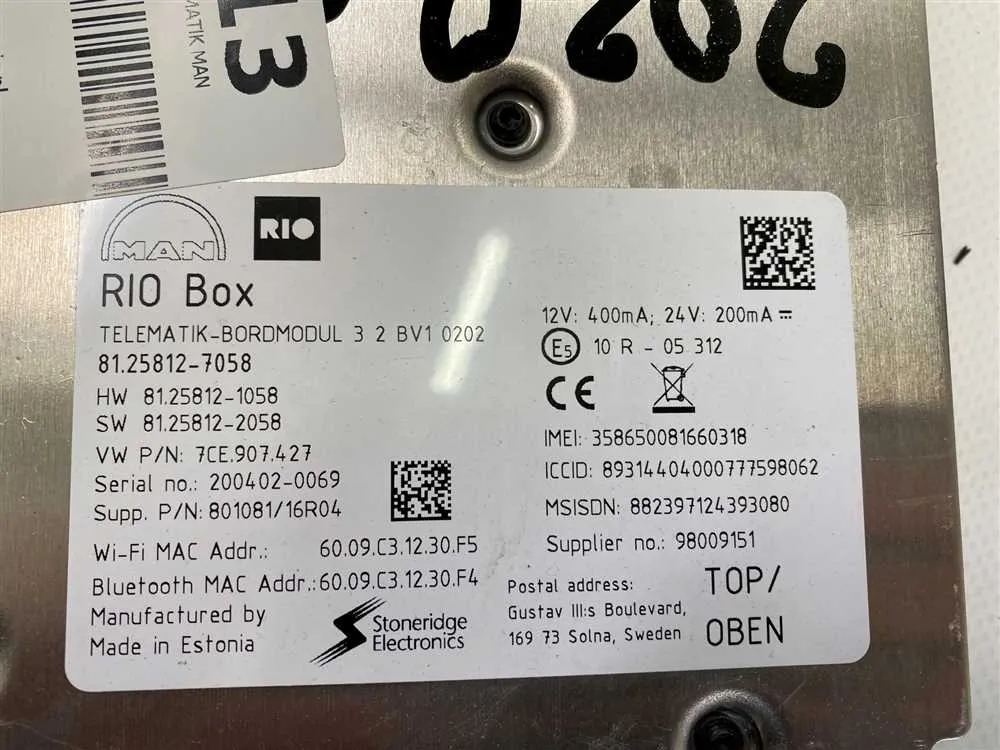 13
MATIK MAN
0202
MAN
RIO
RIO Box
TELEMATIK-BORDMODUL 3 2 BV1 0202
81.25812-7058
HW 81.25812-1058
SW 81.25812-2058
VW P/N: 7CE.907.427
Serial no.: 200402-0069
Supp. P/N: 801081/16R04
Wi-Fi MAC Addr.: 60.09.C3.12.30.F5
Bluetooth MAC Addr.: 60.09.C3.12.30.F4
Manufactured by
Made in Estonia
Stoneridge
Electronics
12V: 400mA; 24V: 200mA
E5 10 R - 05 312
CE
IMEI: 358650081660318
ICCID: 89314404000777598062
MSISDN: 882397124393080
Supplier no.: 98009151
Postal address:
Gustav III:s Boulevard,
169 73 Solna, Sweden
TOP/
OBEN